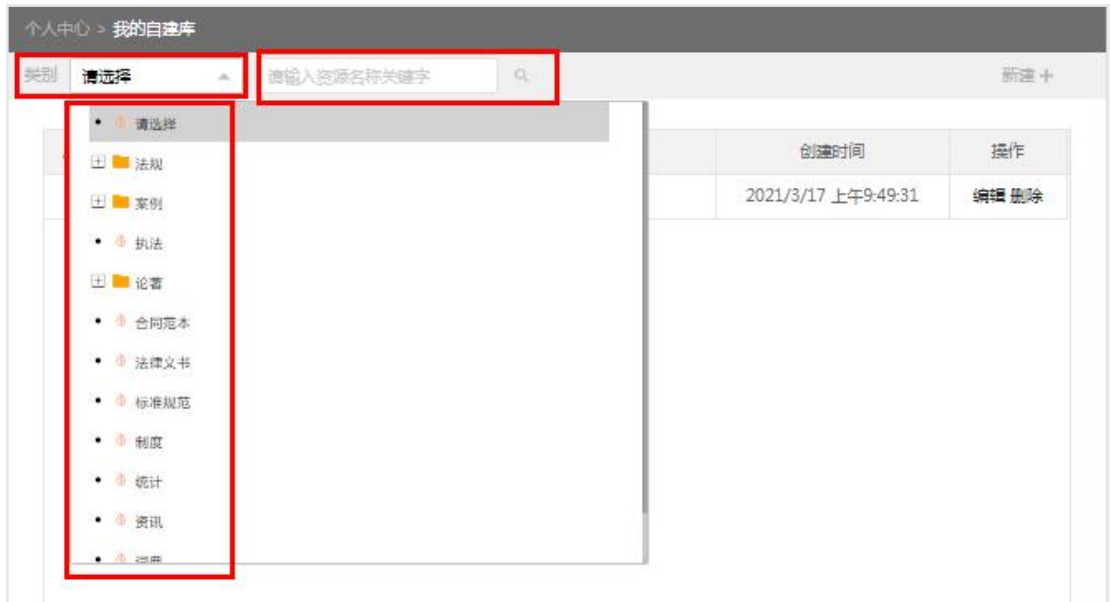 个人中心 > 我的自建库
类别 请选择 请输入资源名称关键字 新建 +
请选择
创建时间 操作
法规
2021/3/17 上午9:49:31 编辑 删除
案例
执法
论著
合同范本
法律文书
标准规范
制度
统计
资讯